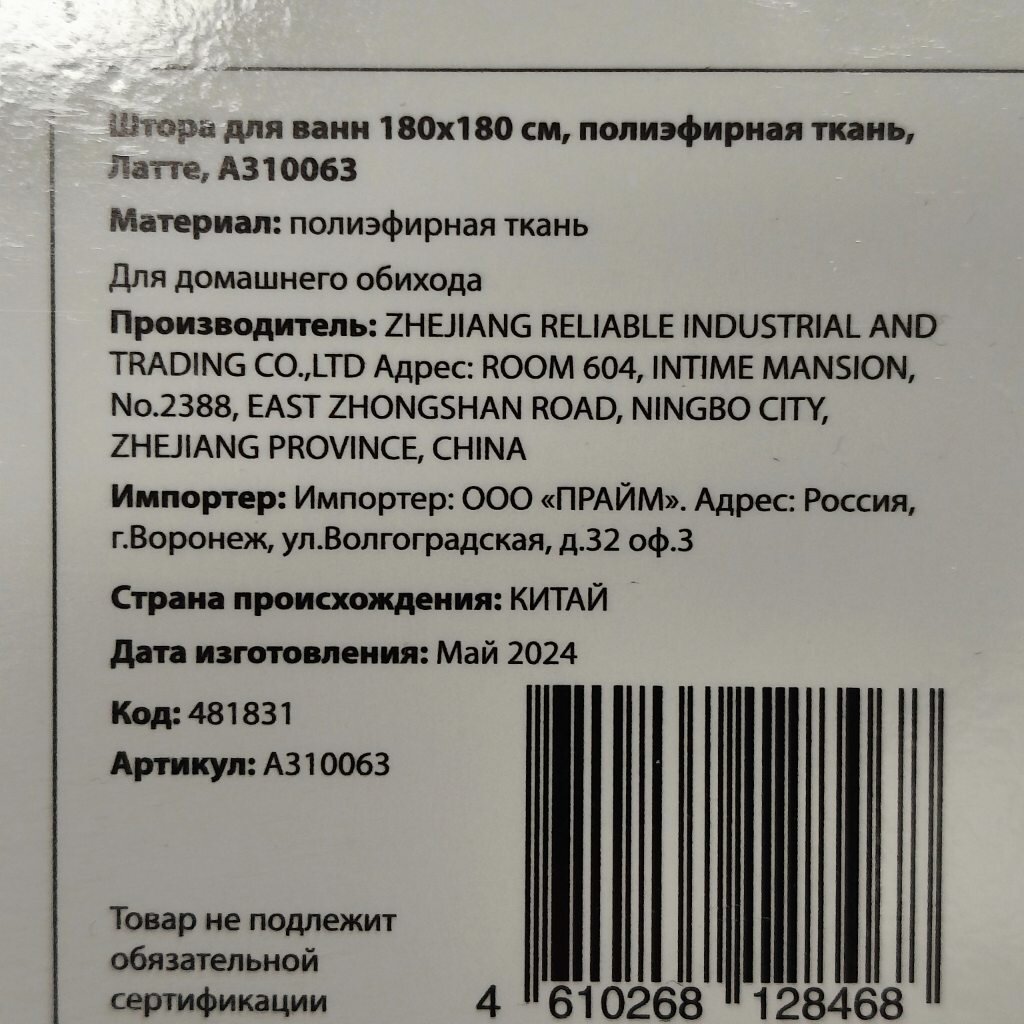 Штора для ванн 180х180 см, полиэфирная ткань,
Латте, А310063
Материал: полиэфирная ткань
Для домашнего обихода
Производитель: ZHEJIANG RELIABLE INDUSTRIAL AND
TRADING CO.,LTD Адрес: ROOM 604, INTIME MANSION,
No.2388, EAST ZHONGSHAN ROAD, NINGBO CITY,
ZHEJIANG PROVINCE, CHINA
Импортер: Импортер: ООО «ПРАЙМ». Адрес: Россия,
г.Воронеж, ул.Волгоградская, д.32 оф.3
Страна происхождения: КИТАЙ
Дата изготовления: Май 2024
Код: 481831
Артикул: А310063
Товар не подлежит
обязательной
сертификации
4 610268 128468